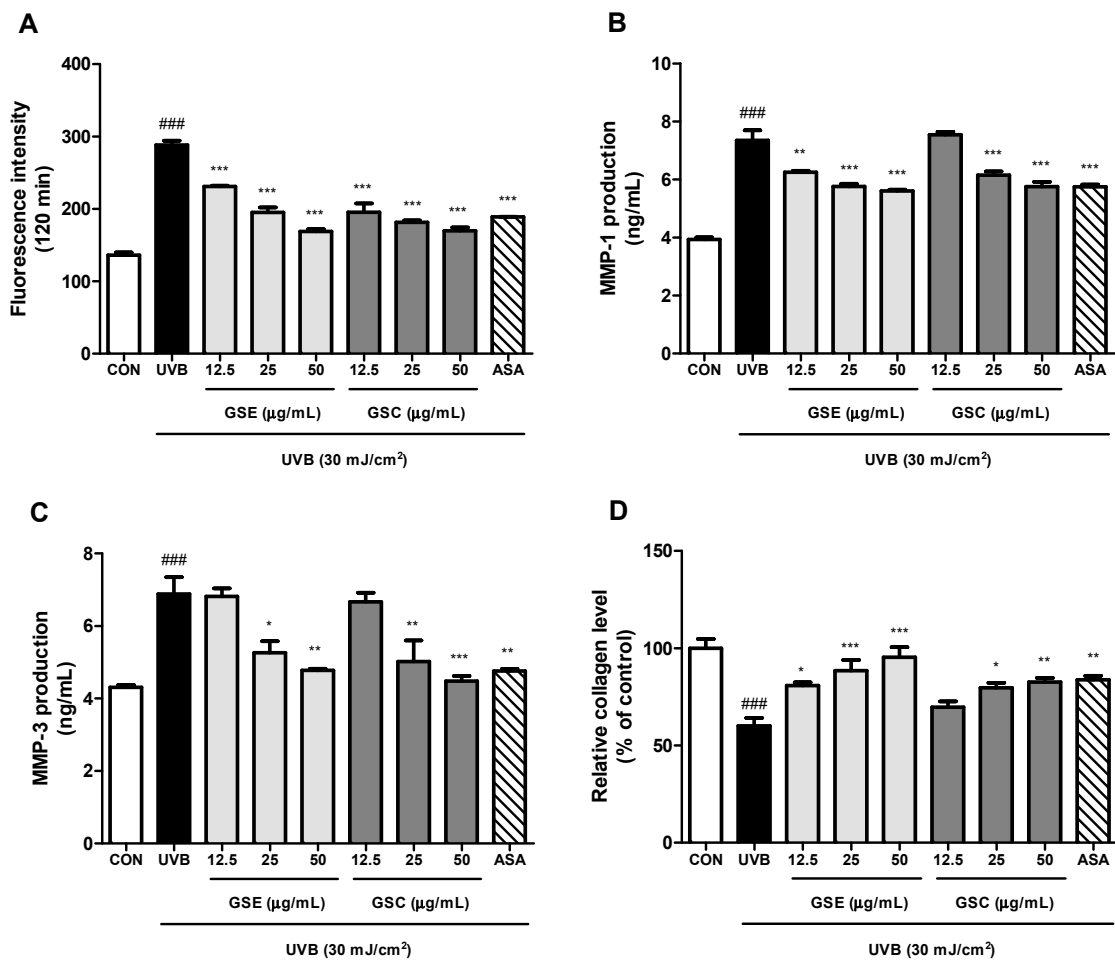 A
Fluorescence intensity
(120 min)
400
300
200
100
0
###
***
***
***
***
***
***
***
CON UVB 12.5 25 50 12.5 25 50 ASA
GSE (μg/mL) GSC (μg/mL)
UVB (30 mJ/cm²)
B
MMP-1 production
(ng/mL)
10
8
6
4
2
0
###
**
***
***
***
***
***
CON UVB 12.5 25 50 12.5 25 50 ASA
GSE (μg/mL) GSC (μg/mL)
UVB (30 mJ/cm²)
C
MMP-3 production
(ng/mL)
8
6
4
2
0
###
*
**
**
***
**
CON UVB 12.5 25 50 12.5 25 50 ASA
GSE (μg/mL) GSC (μg/mL)
UVB (30 mJ/cm²)
D
Relative collagen level
(% of control)
150
100
50
0
###
*
***
***
*
**
**
CON UVB 12.5 25 50 12.5 25 50 ASA
GSE (μg/mL) GSC (μg/mL)
UVB (30 mJ/cm²)